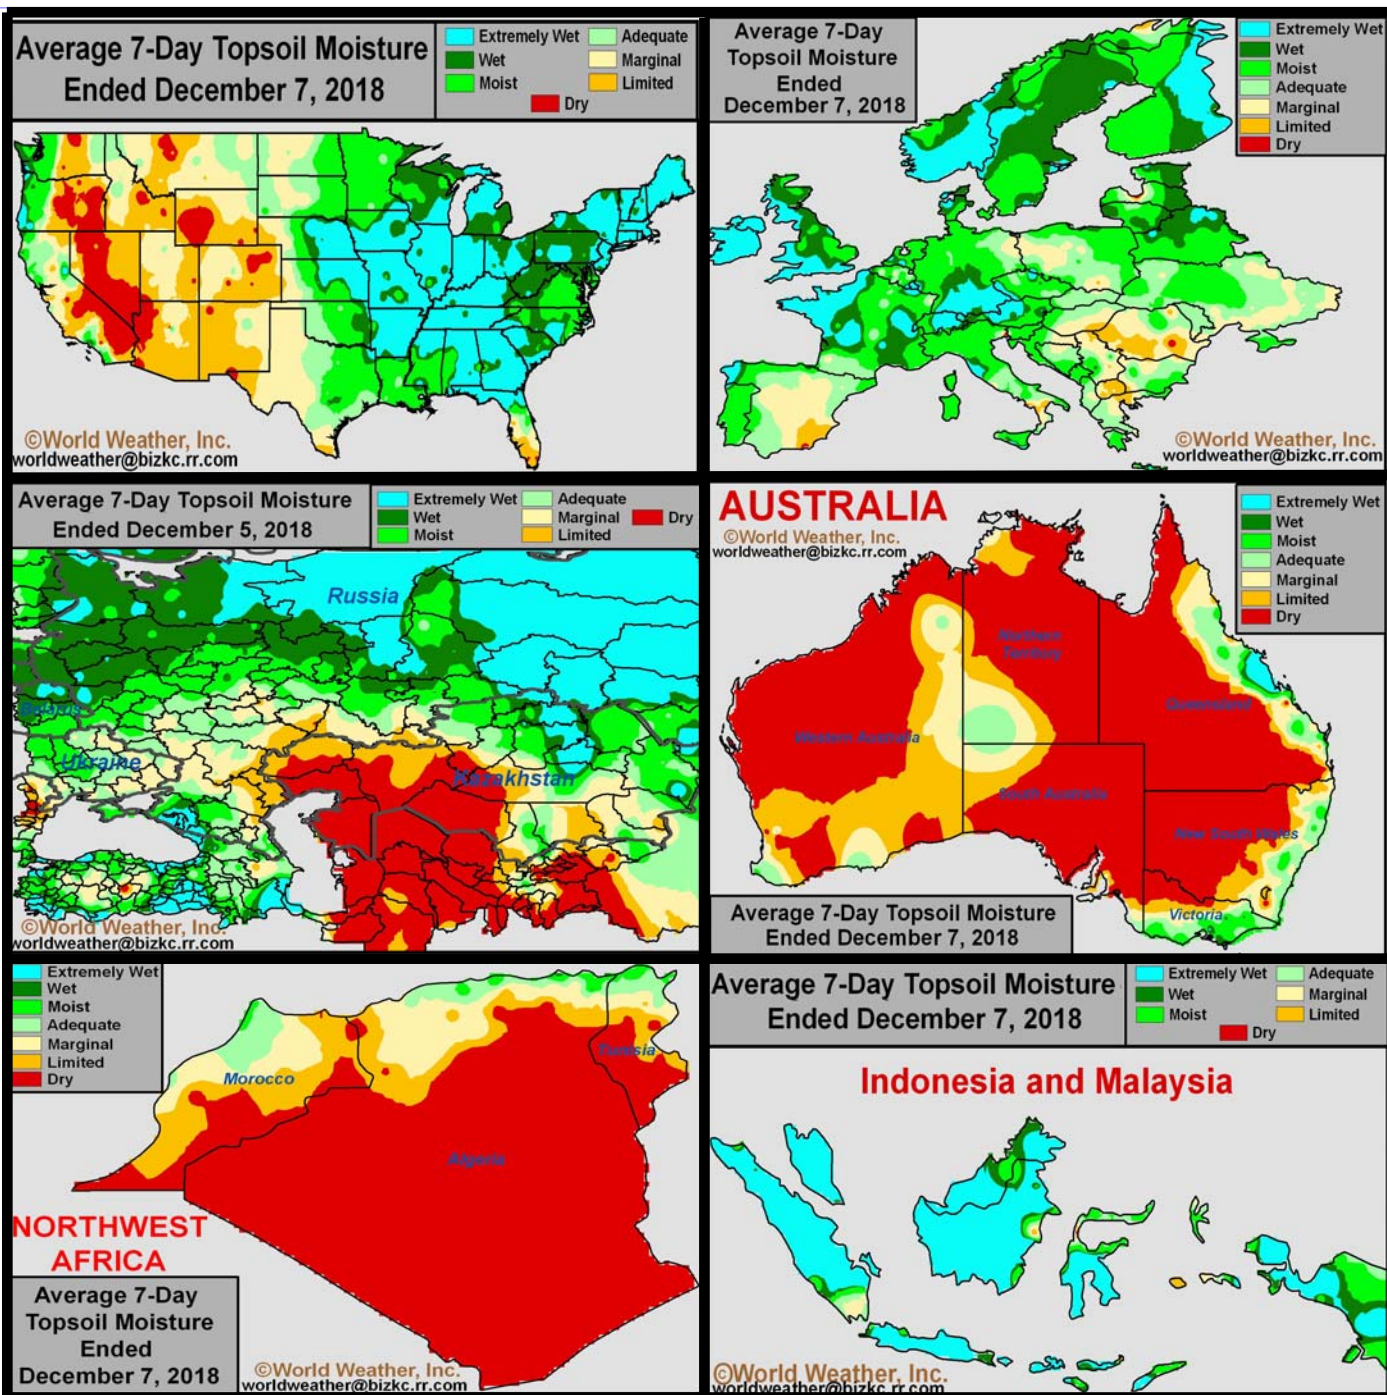 Average 7-Day Topsoil Moisture
Ended December 7, 2018
Extremely Wet
Wet
Moist
Adequate
Marginal
Limited
Dry
©World Weather, Inc.
worldweather@bizkc.rr.com
Average 7-Day
Topsoil Moisture
Ended
December 7, 2018
Extremely Wet
Wet
Moist
Adequate
Marginal
Limited
Dry
©World Weather, Inc.
worldweather@bizkc.rr.com
Average 7-Day Topsoil Moisture
Ended December 5, 2018
Extremely Wet
Wet
Moist
Adequate
Marginal
Limited
Dry
Russia
Belarus
Ukraine
Kazakhstan
©World Weather, Inc.
worldweather@bizkc.rr.com
AUSTRALIA
©World Weather, Inc.
worldweather@bizkc.rr.com
Extremely Wet
Wet
Moist
Adequate
Marginal
Limited
Dry
Northern
Territory
Queensland
Western Australia
South Australia
New South Wales
Victoria
Average 7-Day Topsoil Moisture
Ended December 7, 2018
Extremely Wet
Wet
Moist
Adequate
Marginal
Limited
Dry
Morocco
Tunisia
Algeria
NORTHWEST
AFRICA
Average 7-Day
Topsoil Moisture
Ended
December 7, 2018
©World Weather, Inc.
worldweather@bizkc.rr.com
Average 7-Day Topsoil Moisture
Ended December 7, 2018
Extremely Wet
Wet
Moist
Adequate
Marginal
Limited
Dry
Indonesia and Malaysia
©World Weather, Inc.
worldweather@bizkc.rr.com